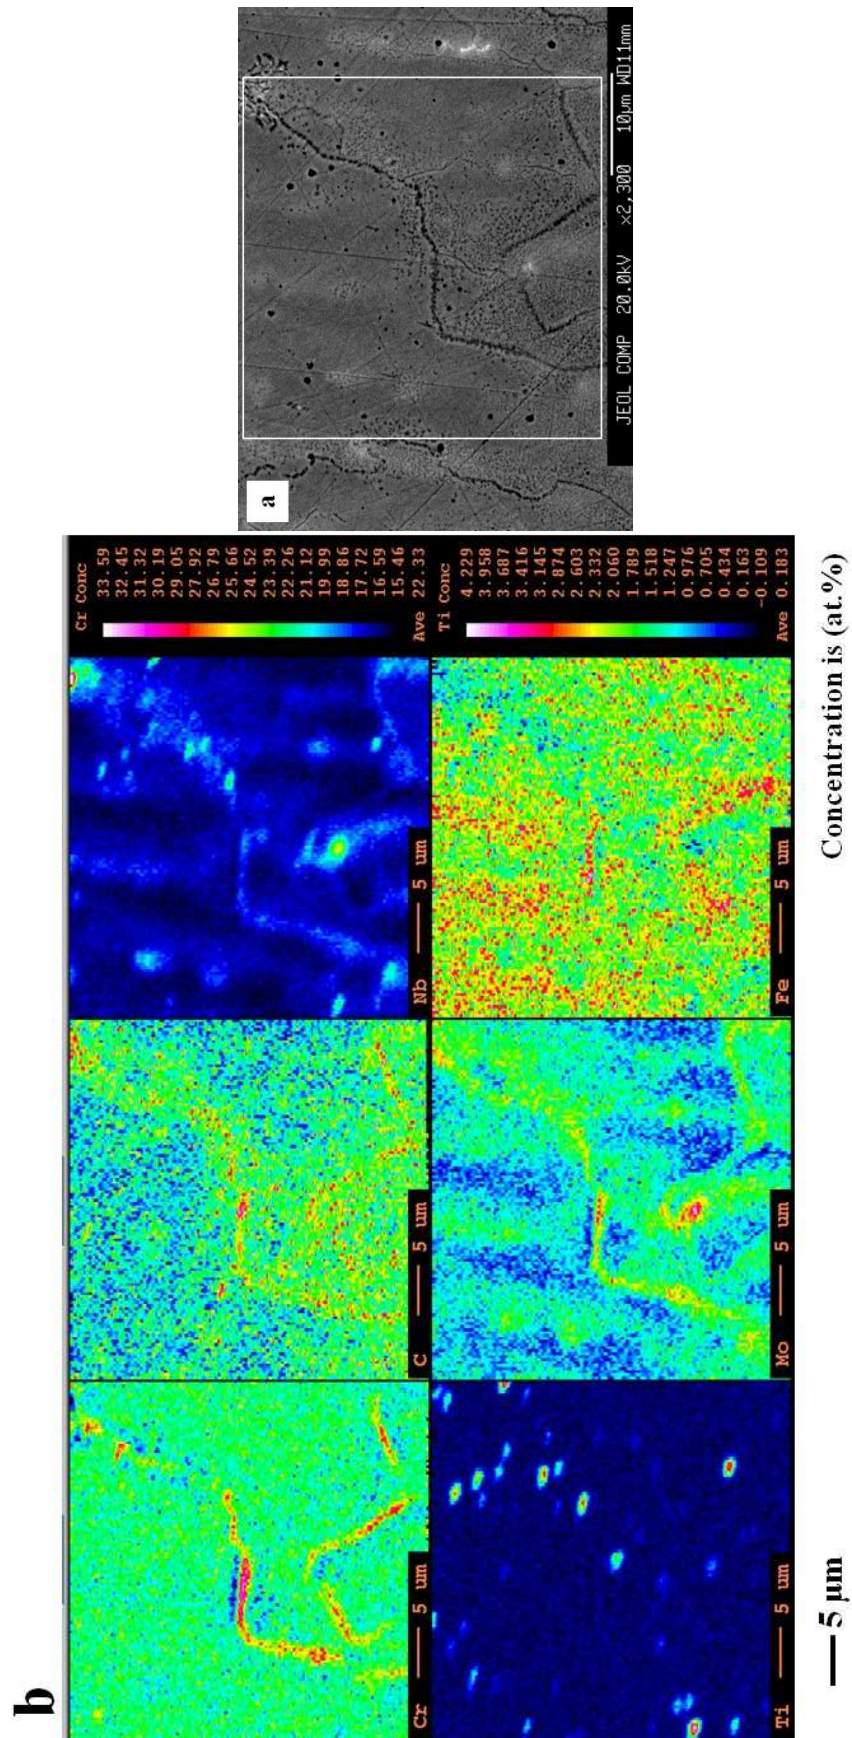 a
JEOL COMP 20.0kV ×2,300 10μm WD11mm
b
Cr 5 um
C 5 um
Nb 5 um
Cr Conc
33.59
32.45
31.32
30.19
29.05
27.92
26.79
25.66
24.52
23.39
22.26
21.12
19.99
18.86
17.72
16.59
15.46
Ave 22.33
Ti 5 um
Mo 5 um
Fe 5 um
Ti Conc
4.229
3.958
3.687
3.416
3.145
2.874
2.603
2.332
2.060
1.789
1.518
1.247
0.976
0.705
0.434
0.163
-0.109
Ave 0.183
5 μm
Concentration is (at.%)